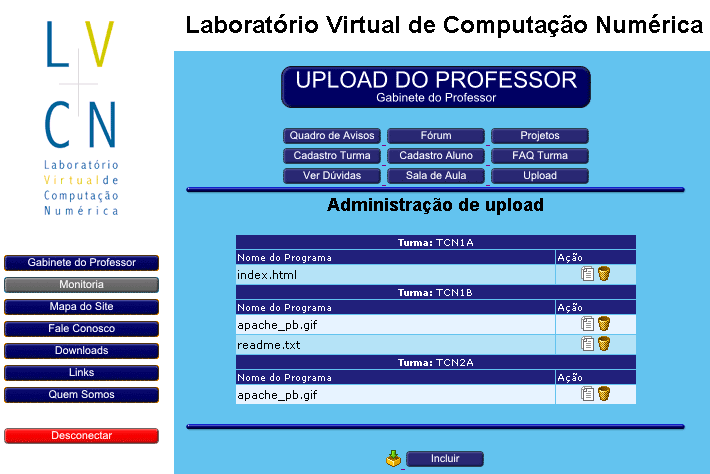 Laboratório Virtual de Computação Numérica
L V
C N
Laboratório
Virtual de
Computação
Numérica
UPLOAD DO PROFESSOR
Gabinete do Professor
Quadro de Avisos Fórum Projetos
Cadastro Turma Cadastro Aluno FAQ Turma
Ver Dúvidas Sala de Aula Upload
Gabinete do Professor
Monitoria
Mapa do Site
Fale Conosco
Downloads
Links
Quem Somos
Desconectar
Administração de upload
Turma: TCN1A
Nome do Programa Ação
index.html
Turma: TCN1B
Nome do Programa Ação
apache_pb.gif
readme.txt
Turma: TCN2A
Nome do Programa Ação
apache_pb.gif
Incluir